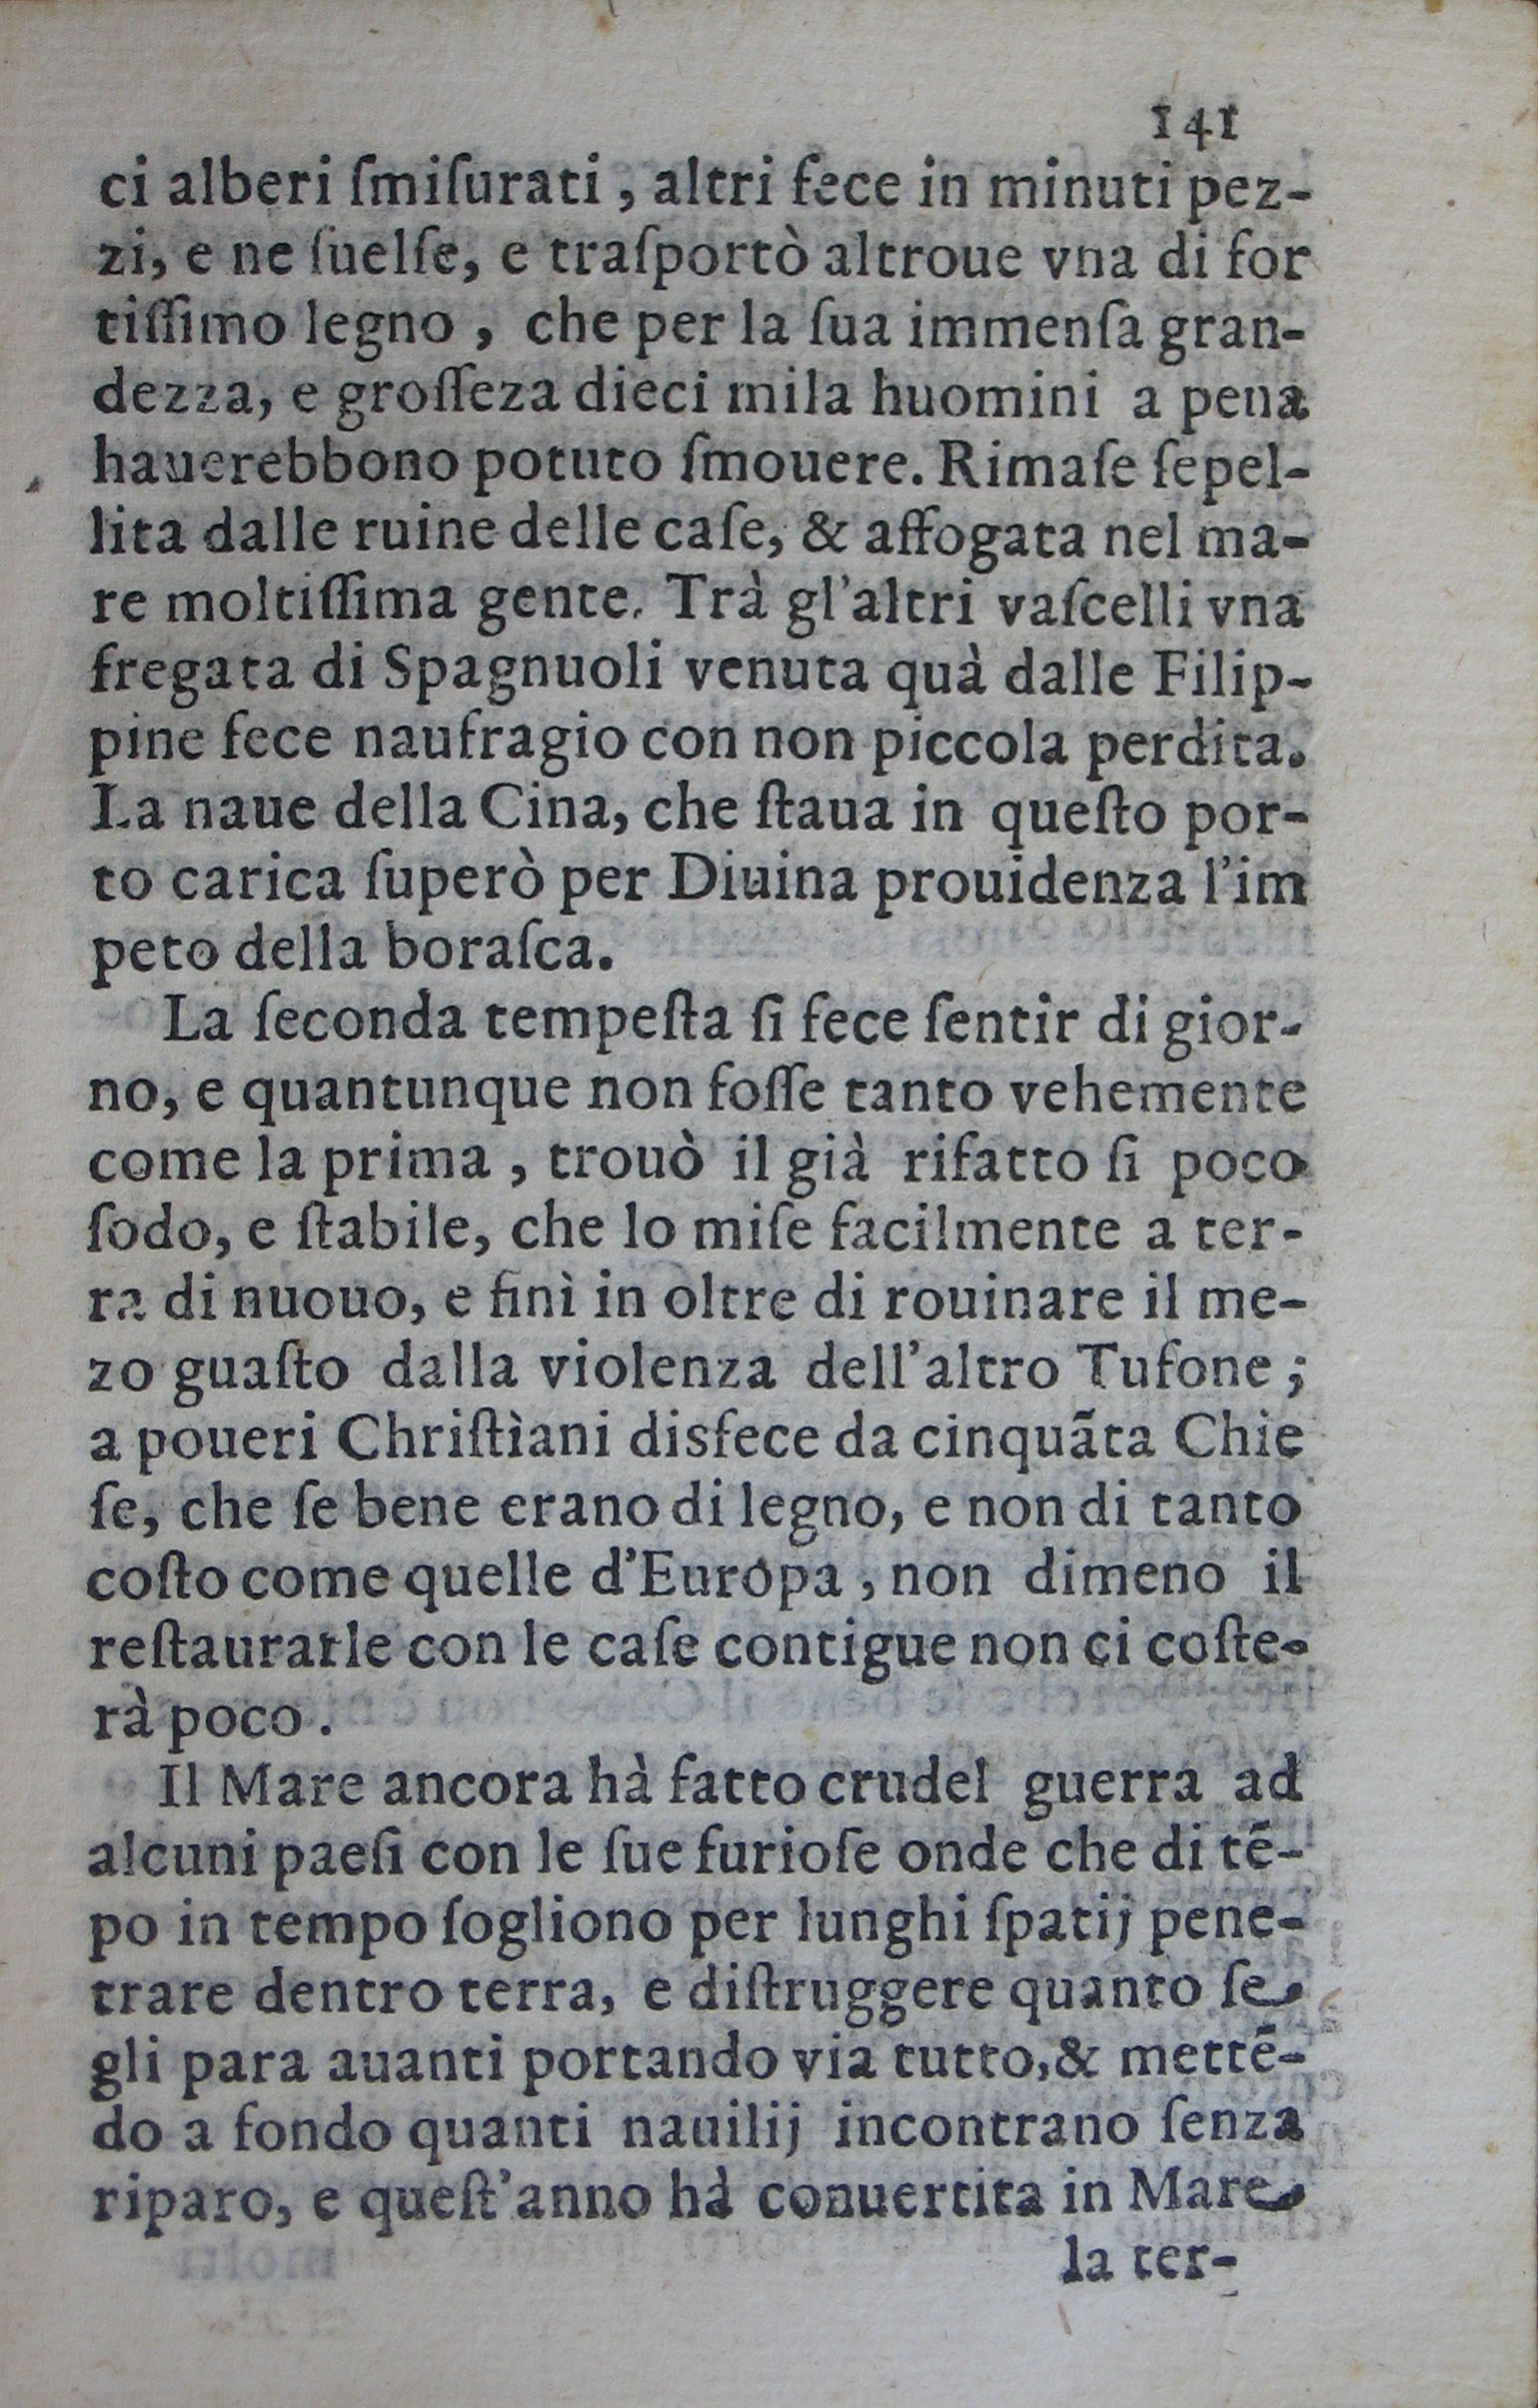 141
ci alberi ſmiſurati, altri fece in minuti pez-
zi, e ne ſuelſe, e traſportò altroue vna di for
tiſſimo legno, che per la ſua immenſa gran-
dezza, e groſſeza dieci mila huomini a pena
hauerebbono potuto ſmouere. Rimaſe ſepel-
lita dalle ruine delle caſe, & affogata nel ma-
re moltiſſima gente. Trà gl'altri vaſcelli vna
fregata di Spagnuoli venuta quà dalle Filip-
pine fece naufragio con non piccola perdita.
La naue della Cina, che ſtaua in queſto por-
to carica ſuperò per Diuina prouidenza l'im
peto della boraſca.
La ſeconda tempeſta ſi fece ſentir di gior-
no, e quantunque non foſſe tanto vehemente
come la prima, trouò il già rifatto ſi poco
ſodo, e ſtabile, che lo miſe facilmente a ter-
ra di nuouo, e finì in oltre di rouinare il me-
zo guaſto dalla violenza dell'altro Tufone;
a poueri Chriſtìani disfece da cinquãta Chie
ſe, che ſe bene erano di legno, e non di tanto
coſto come quelle d'Europa, non dimeno il
reſtaurarle con le caſe contigue non ci coſte-
rà poco.
Il Mare ancora hà fatto crudel guerra ad
alcuni paeſi con le ſue furioſe onde che di tẽ-
po in tempo ſogliono per lunghi ſpatij pene-
trare dentro terra, e diſtruggere quanto ſe
gli para auanti portando via tutto, & mettẽ-
do a fondo quanti nauilij incontrano ſenza
riparo, e queſt'anno hà conuertita in Mare
la ter-